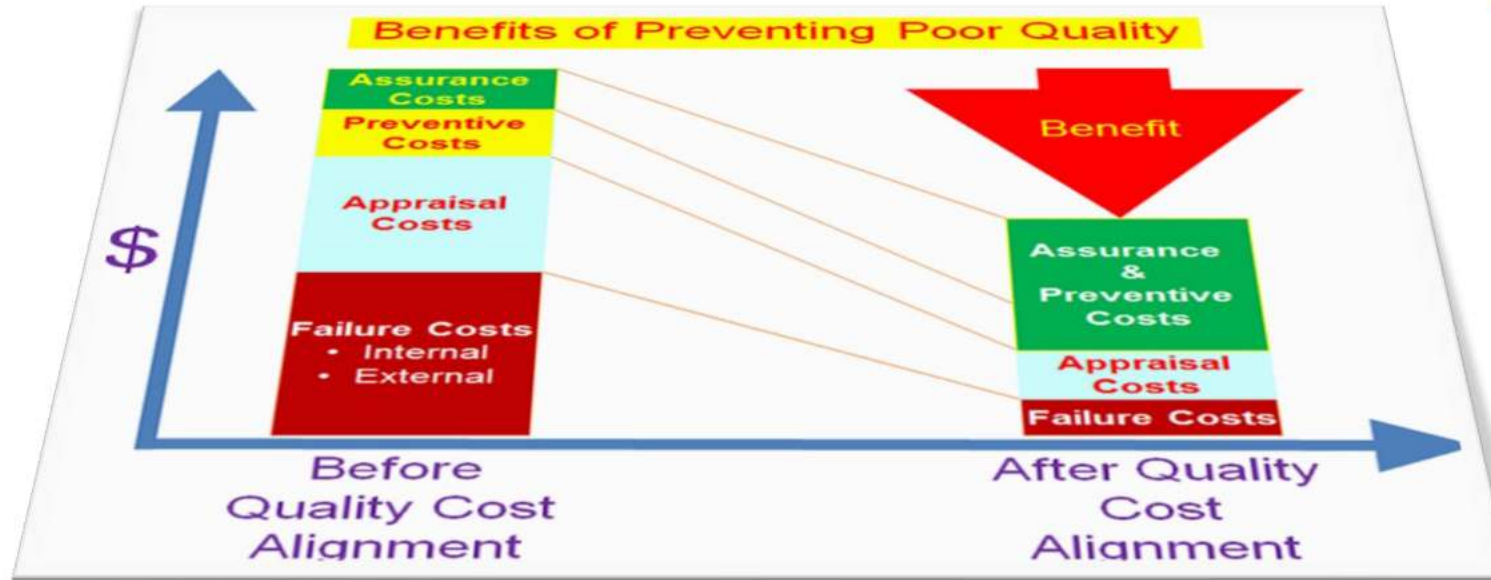 Benefits of Preventing Poor Quality
Assurance
Costs
Preventive
Costs
Appraisal
Costs
Failure Costs
• Internal
• External
$
Benefit
Assurance
&
Preventive
Costs
Appraisal
Costs
Failure Costs
Before
Quality Cost
Alignment
After Quality
Cost
Alignment